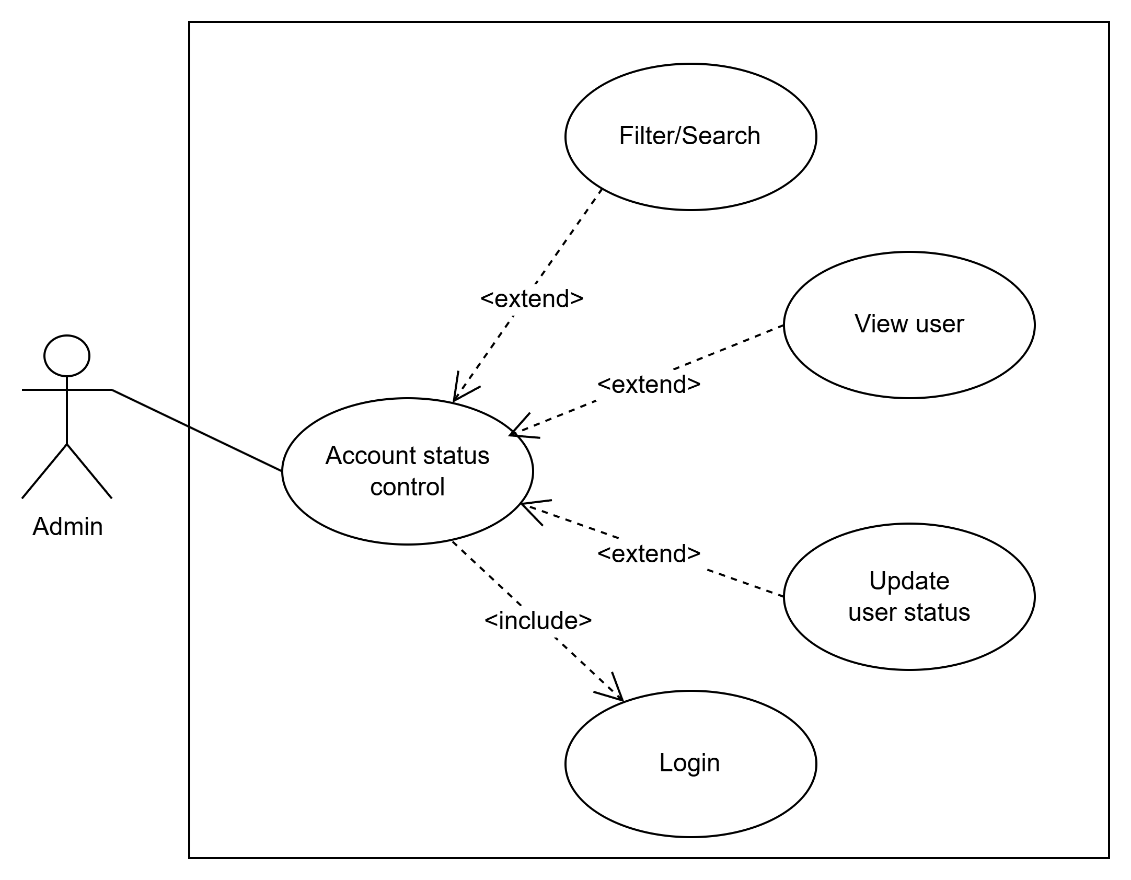 Filter/Search
<extend>
View user
<extend>
Account status
control
Admin
<extend>
Update
user status
<include>
Login